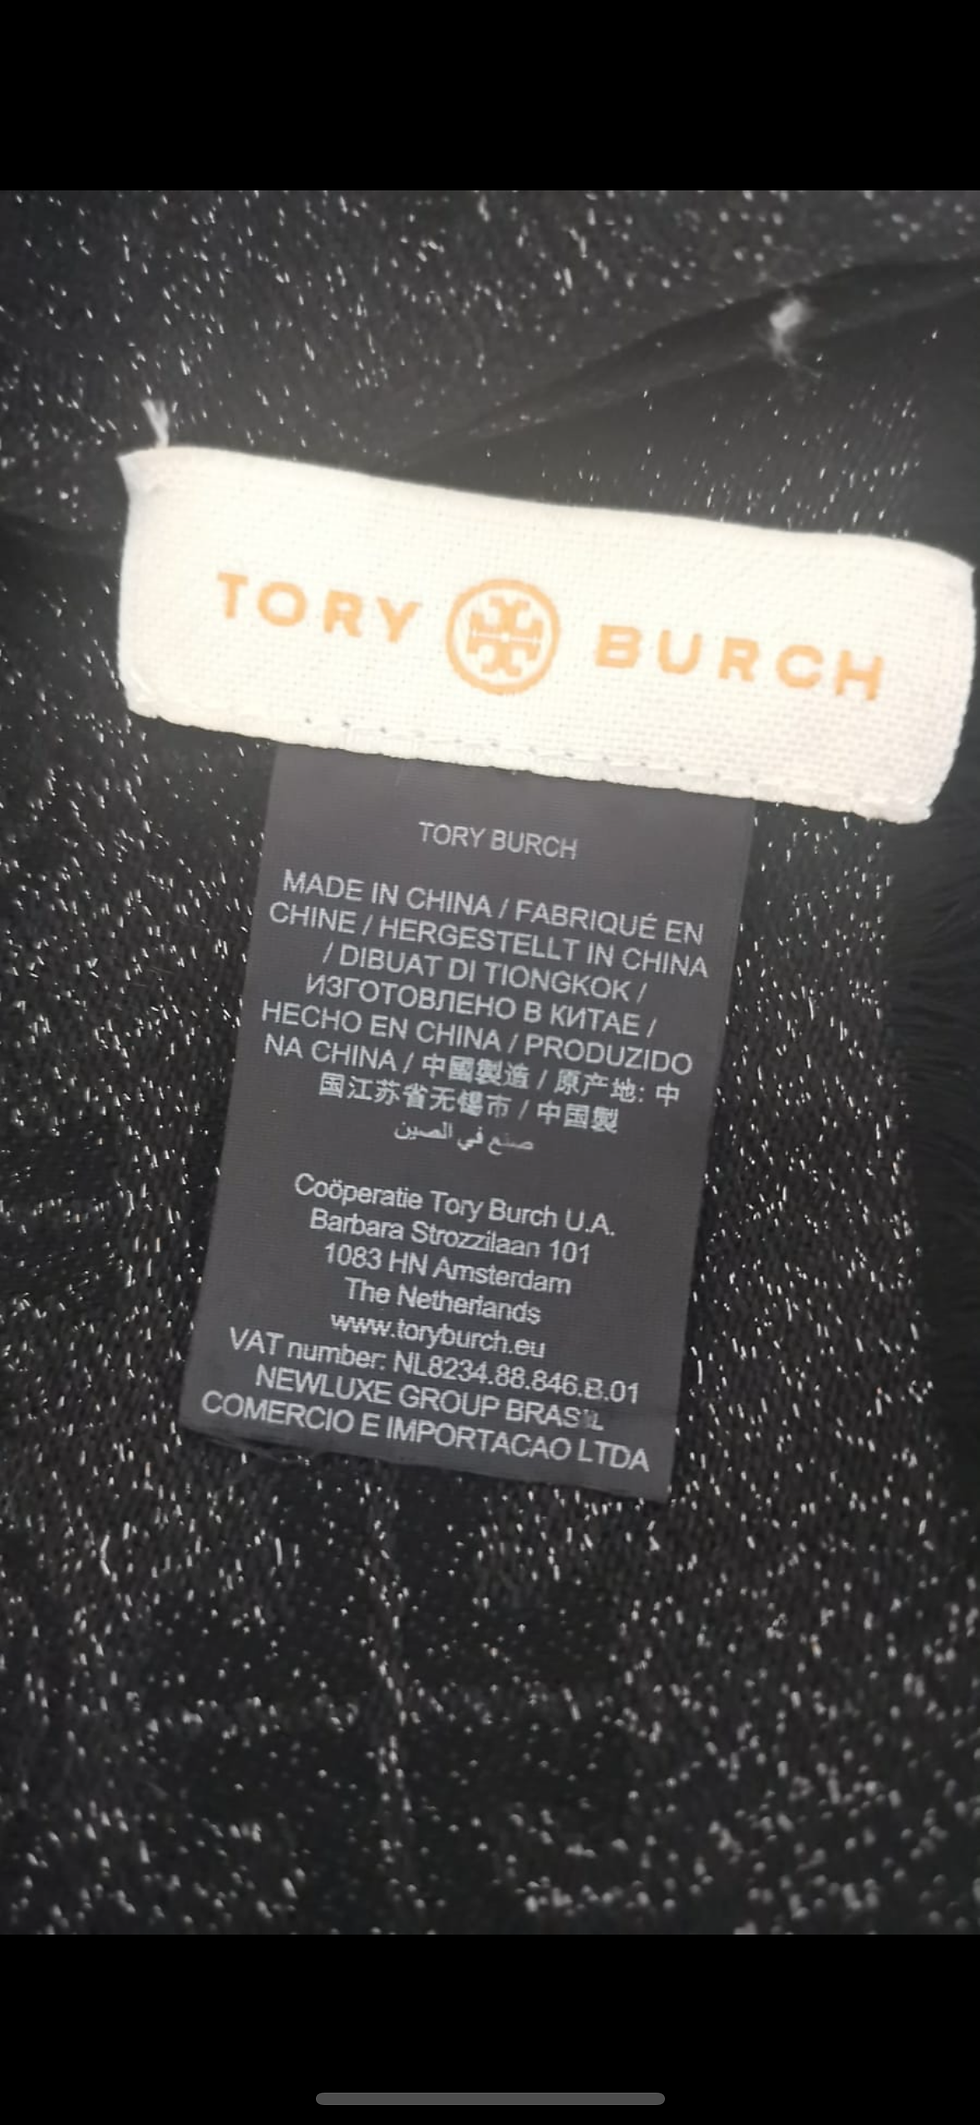 TORY BURCH
TORY BURCH
MADE IN CHINA / FABRIQUÉ EN
CHINE / HERGESTELLT IN CHINA
/ DIBUAT DI TIONGKOK /
ИЗГОТОВЛЕНО В КИТАЕ /
HECHO EN CHINA / PRODUZIDO
NA CHINA / 中國製造 / 原产地: 中
国江苏省无锡市 / 中国製
صنع في الصين
Coöperatie Tory Burch U.A.
Barbara Strozzilaan 101
1083 HN Amsterdam
The Netherlands
www.toryburch.eu
VAT number: NL8234.88.846.B.01
NEWLUXE GROUP BRASIL
COMERCIO E IMPORTACAO LTDA